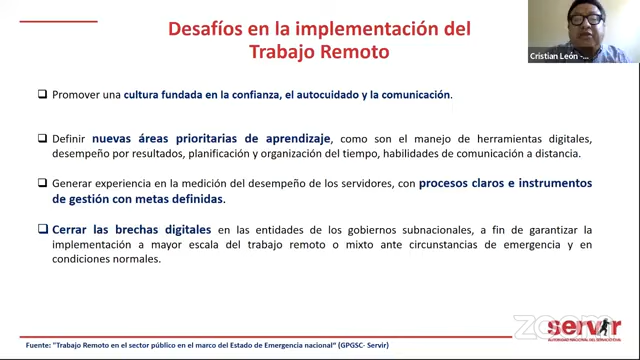 Desafíos en la implementación del
Trabajo Remoto
Cristian León -...
Promover una cultura fundada en la confianza, el autocuidado y la comunicación.
Definir nuevas áreas prioritarias de aprendizaje, como son el manejo de herramientas digitales,
desempeño por resultados, planificación y organización del tiempo, habilidades de comunicación a distancia.
Generar experiencia en la medición del desempeño de los servidores, con procesos claros e instrumentos
de gestión con metas definidas.
Cerrar las brechas digitales en las entidades de los gobiernos subnacionales, a fin de garantizar la
implementación a mayor escala del trabajo remoto o mixto ante circunstancias de emergencia y en
condiciones normales.
zoom
servir
AUTORIDAD NACIONAL DEL SERVICIO CIVIL
Fuente: "Trabajo Remoto en el sector público en el marco del Estado de Emergencia nacional" (GPGSC- Servir)